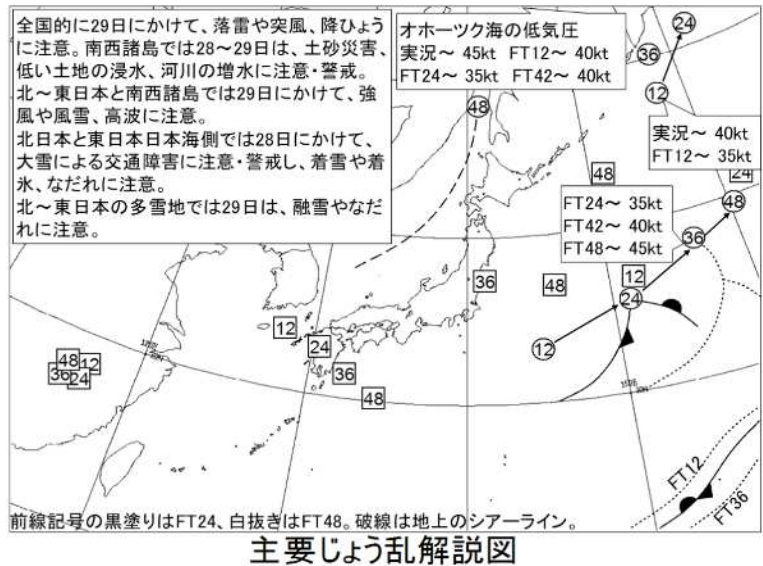 全国的に29日にかけて、落雷や突風、降ひょう
に注意。南西諸島では28～29日は、土砂災害、
低い土地の浸水、河川の増水に注意・警戒。
北～東日本と南西諸島では29日にかけて、強
風や風雪、高波に注意。
北日本と東日本日本海側では28日にかけて、
大雪による交通障害に注意・警戒し、着雪や着
氷、なだれに注意。
北～東日本の多雪地では29日は、融雪やなだ
れに注意。
オホーツク海の低気圧
実況～ 45kt FT12～ 40kt
FT24～ 35kt FT42～ 40kt
24
36
12
48
実況～ 40kt
FT12～ 35kt
48
24
FT24～ 35kt
FT42～ 40kt
FT48～ 45kt
48
36
36
48
12
24
12
24
12
36
48
48
12
36
24
FT12
FT36
前線記号の黒塗りはFT24、白抜きはFT48。破線は地上のシアーライン。
主要じょう乱解説図